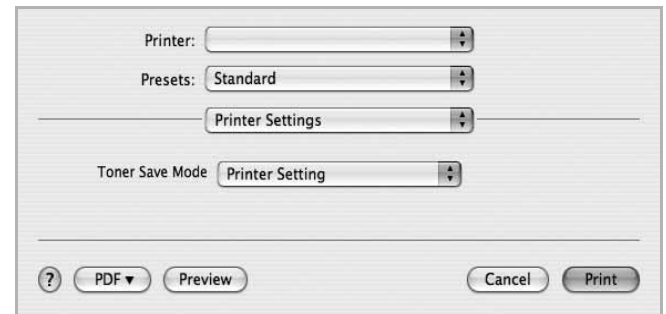 Printer:
Presets: Standard
Printer Settings
Toner Save Mode Printer Setting
? PDF ▼ Preview Cancel Print